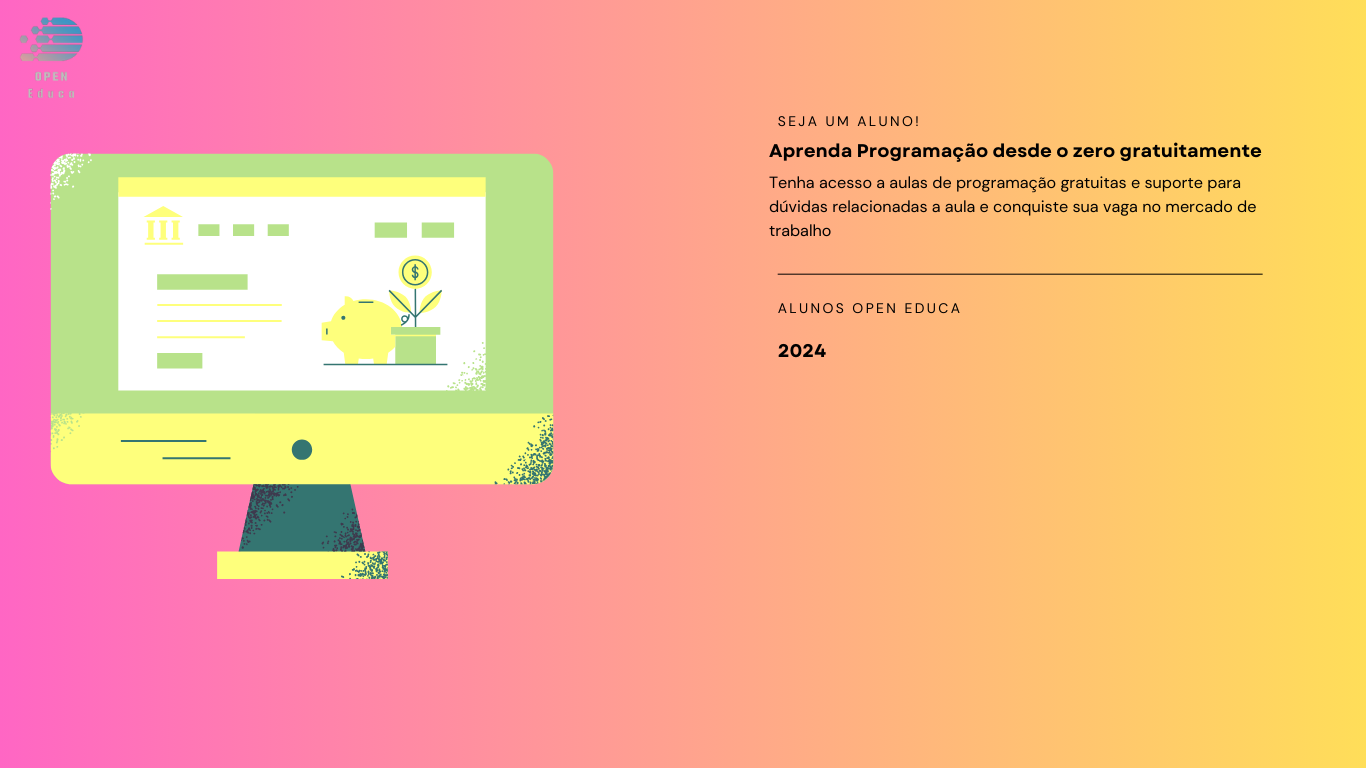 OPEN
Educa
SEJA UM ALUNO!
Aprenda Programação desde o zero gratuitamente
Tenha acesso a aulas de programação gratuitas e suporte para
dúvidas relacionadas a aula e conquiste sua vaga no mercado de
trabalho
ALUNOS OPEN EDUCA
2024
$